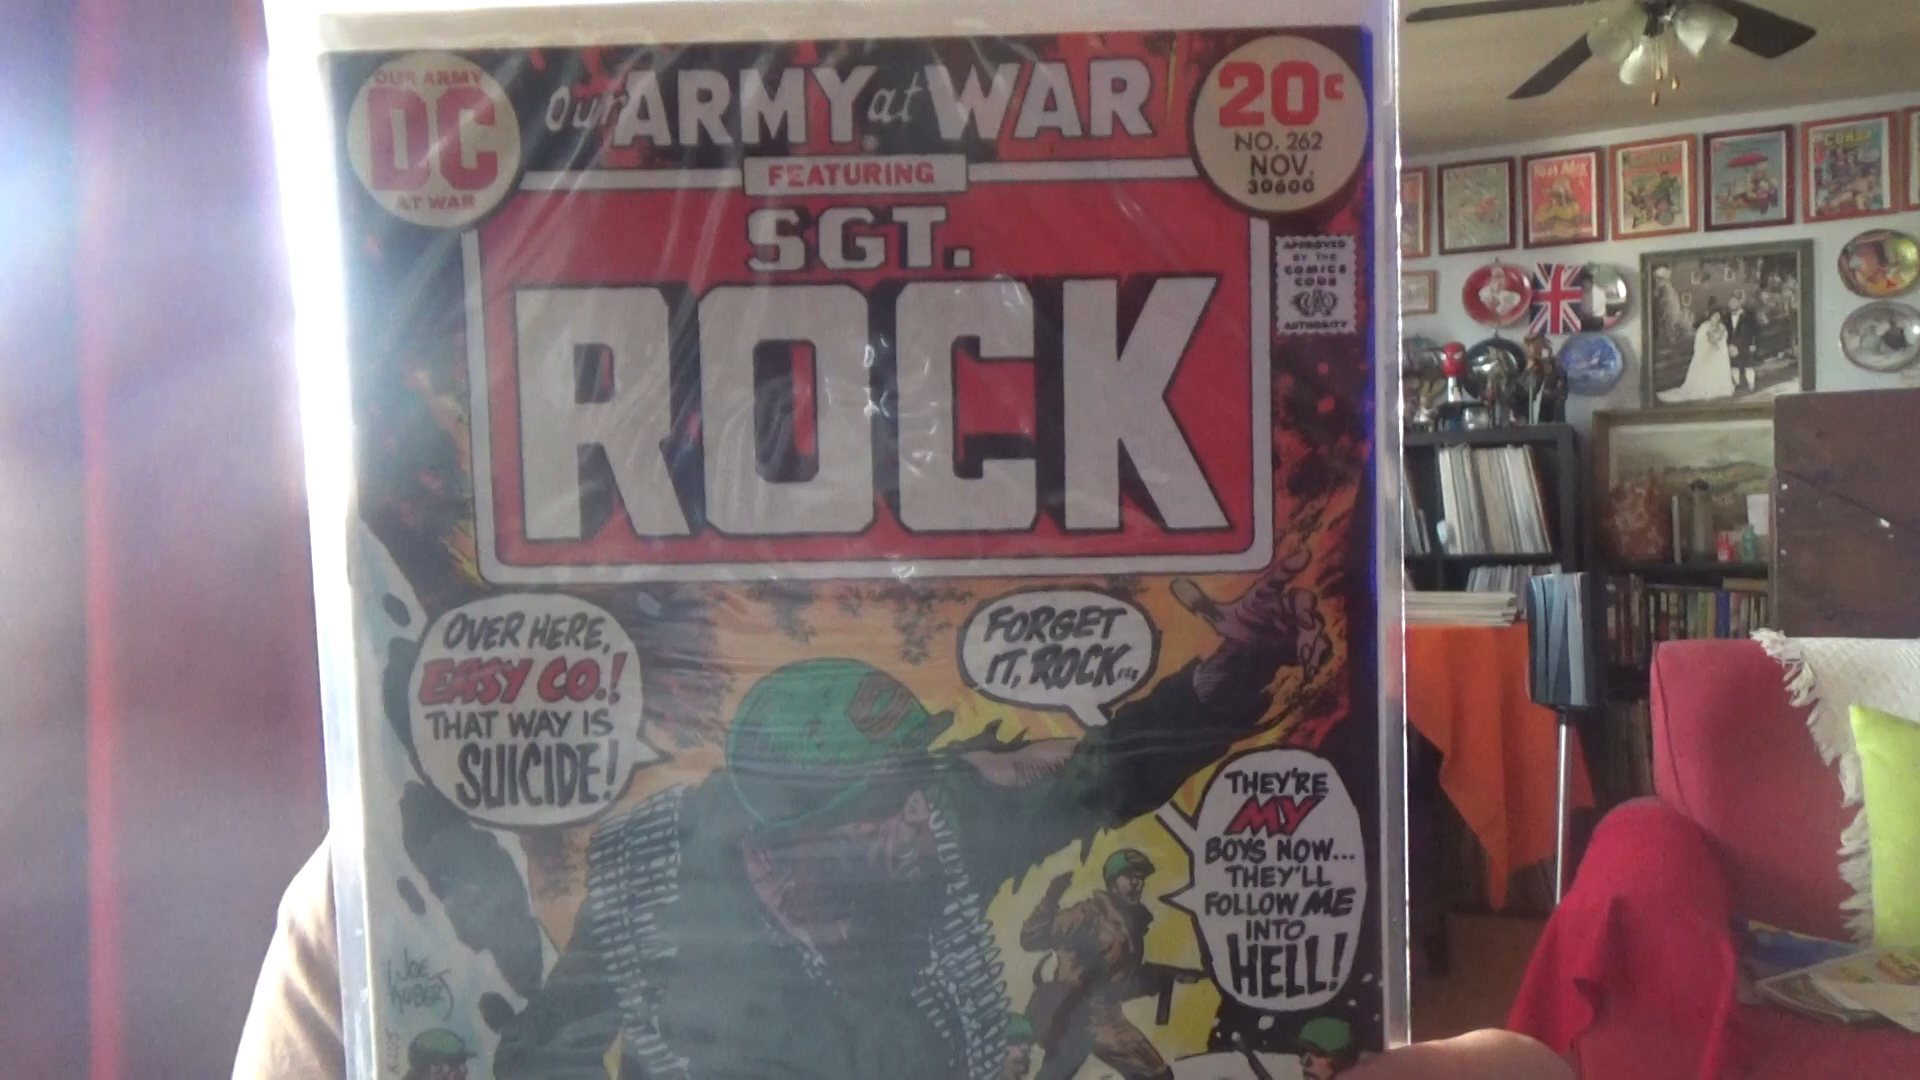 OUR ARMY
DC
AT WAR
Our ARMY at WAR
20c
NO. 262
NOV.
30600
FEATURING
SGT.
ROCK
APPROVED
BY THE
COMICS
CODE
AUTHORITY
OVER HERE,
EASY CO.!
THAT WAY IS
SUICIDE!
FORGET
IT, ROCK...
THEY'RE
MY
BOYS NOW...
THEY'LL
FOLLOW ME
INTO
HELL!
JOE
KUBERT